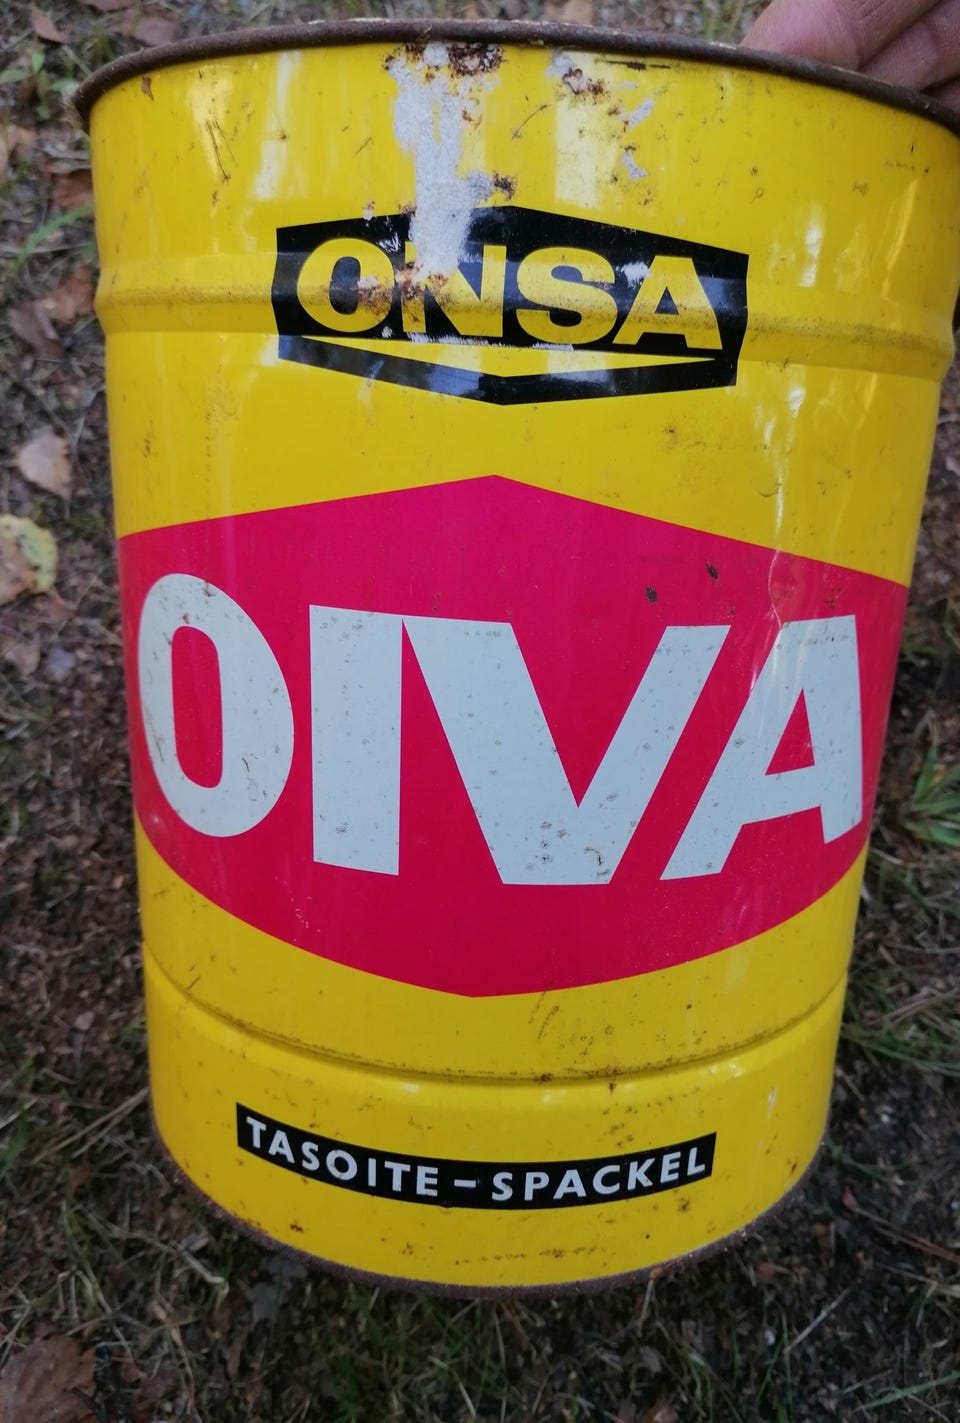 ONSA
OIVA
TASOITE – SPACKEL